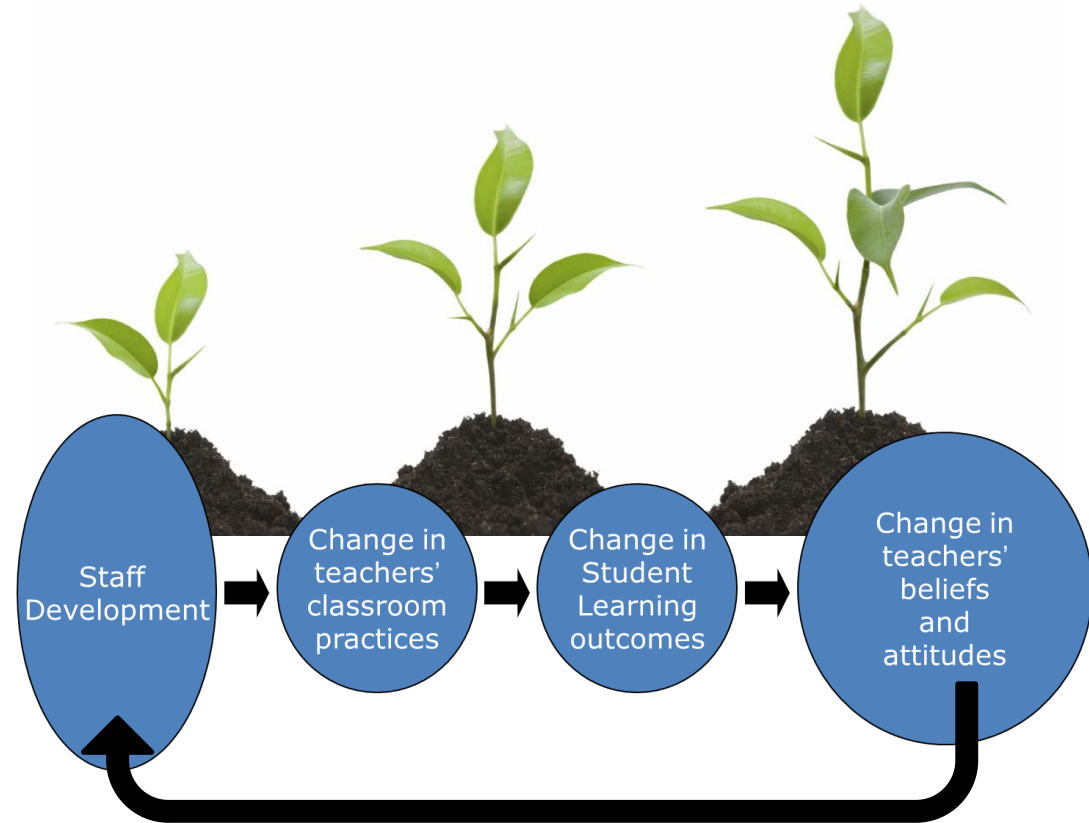 Staff
Development
Change in
teachers’
classroom
practices
Change in
Student
Learning
outcomes
Change in
teachers’
beliefs
and
attitudes